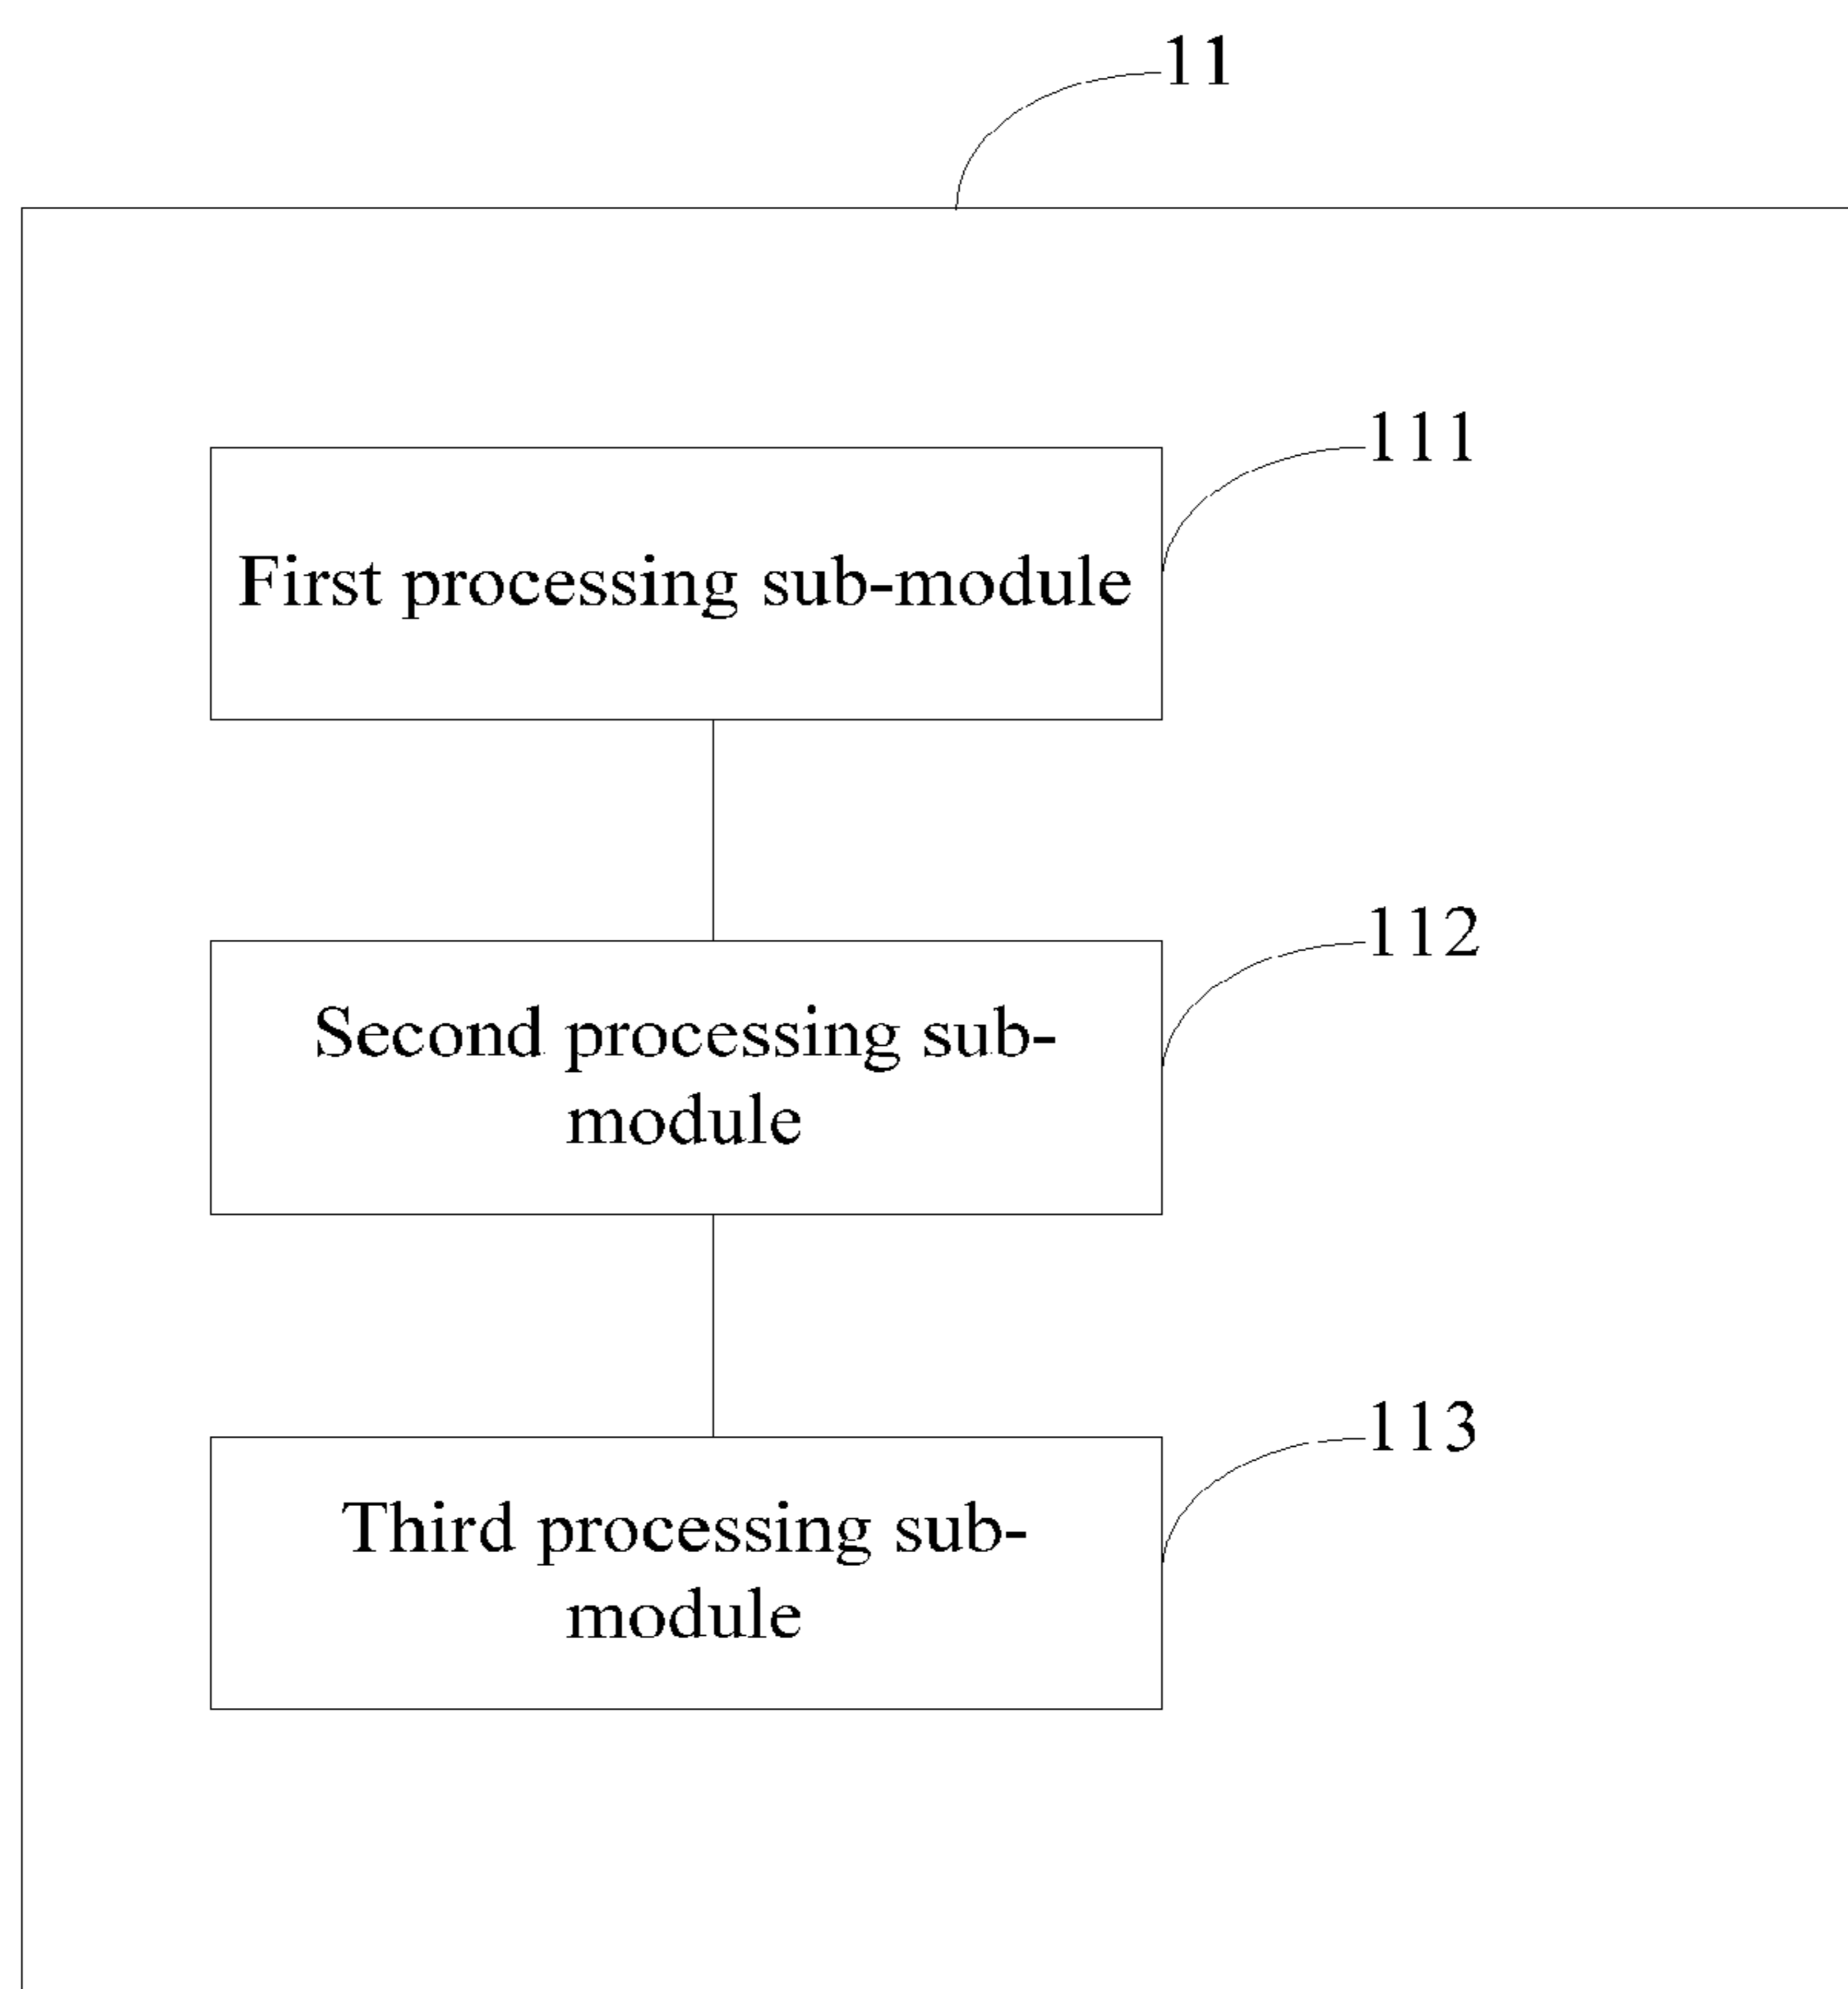 11
111
First processing sub-module
112
Second processing sub-
module
113
Third processing sub-
module